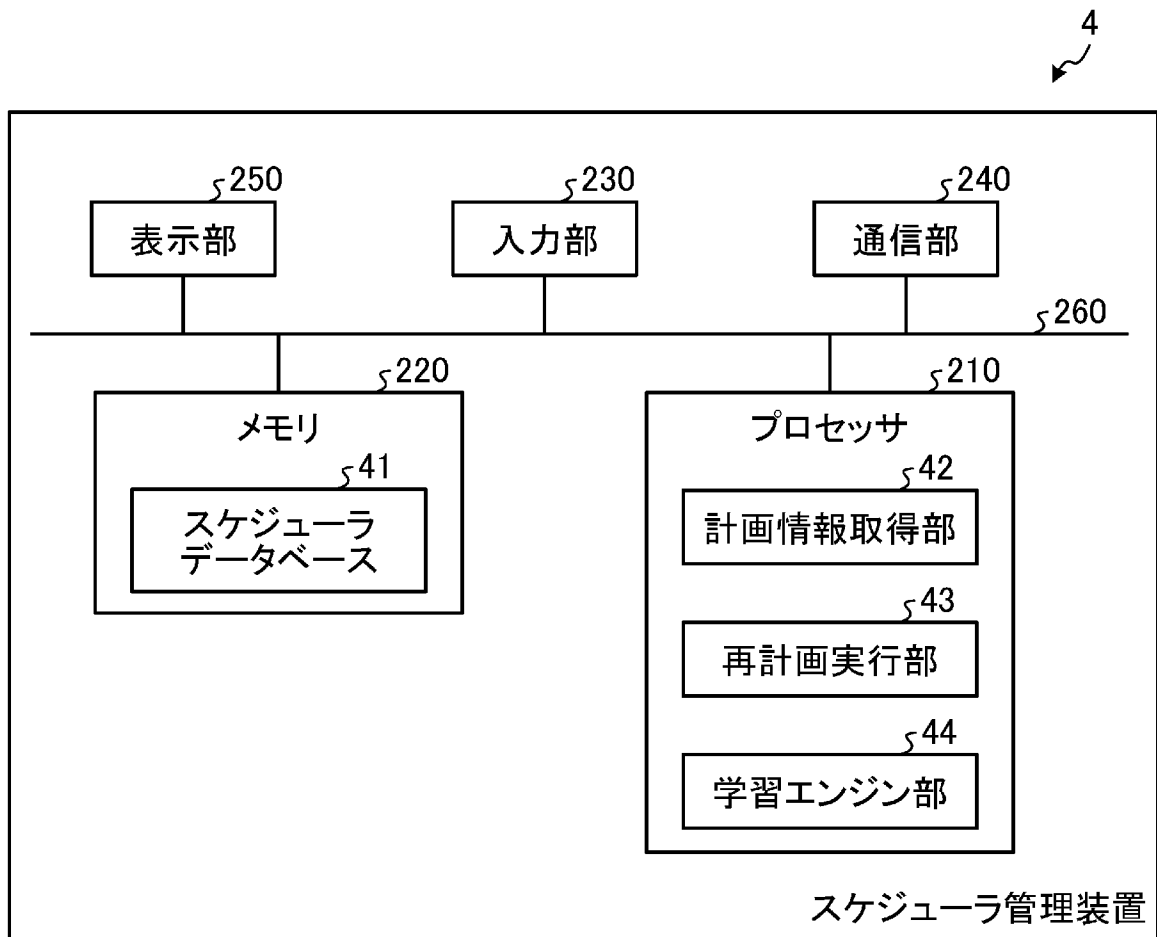 4
250
230
240
表示部
入力部
通信部
260
220
210
メモリ
プロセッサ
41
スケジューラ
データベース
42
計画情報取得部
43
再計画実行部
44
学習エンジン部
スケジューラ管理装置